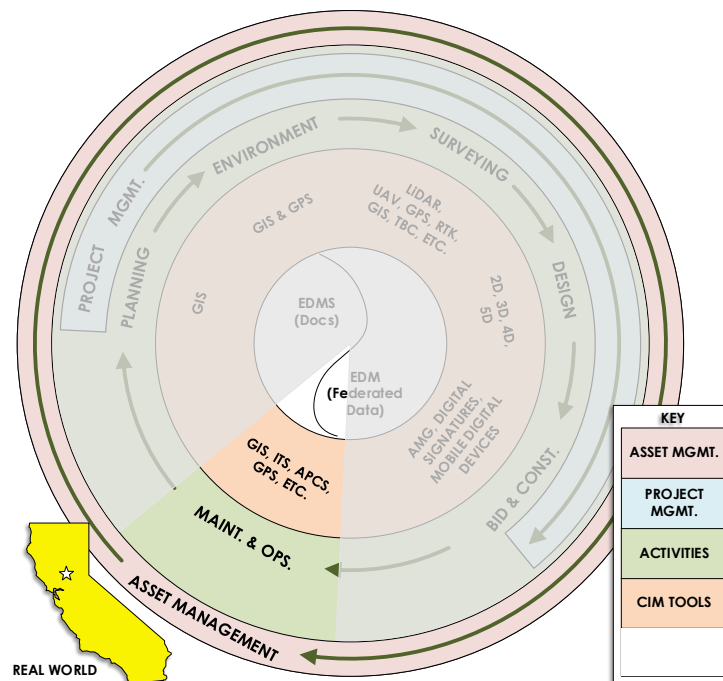 ENVIRONMENT
SURVEYING
DESIGN
BID & CONST.
MAINT. & OPS.
PLANNING
PROJECT MGMT.
GIS & GPS
LiDAR,
UAV, GPS, RTK,
GIS, TBC, ETC.
2D, 3D, 4D,
5D
AMG, DIGITAL
SIGNATURES,
MOBILE DIGITAL
DEVICES
GIS, ITS, APCS,
GPS, ETC.
GIS
EDMS
(Docs)
EDM
(Federated
Data)
ASSET MANAGEMENT
REAL WORLD
KEY
ASSET MGMT.
PROJECT
MGMT.
ACTIVITIES
CIM TOOLS